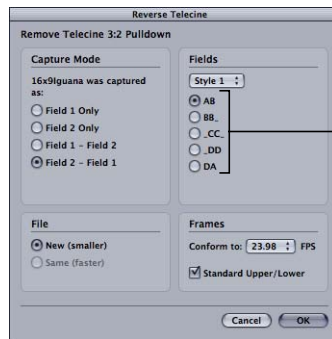 Reverse Telecine
Remove Telecine 3:2 Pulldown
Capture Mode
16x9Iguana was captured
as:
Field 1 Only
Field 2 Only
Field 1 - Field 2
Field 2 - Field 1
Fields
Style 1
AB
BB_
_CC_
_DD
DA
File
New (smaller)
Same (faster)
Frames
Conform to: 23.98 FPS
Standard Upper/Lower
Cancel OK